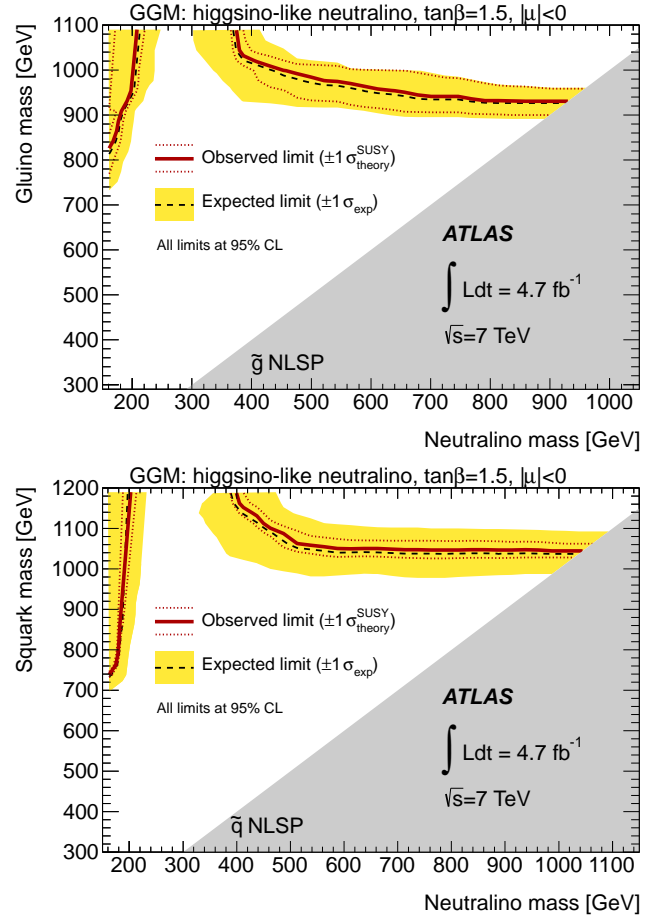 GGM: higgsino-like neutralino, tanβ=1.5, |μ|<0
Gluino mass [GeV]
1100
1000
900
800
700
600
500
400
300
Observed limit (±1 σ^SUSY_theory)
Expected limit (±1 σ_exp)
All limits at 95% CL
ATLAS
∫ Ldt = 4.7 fb⁻¹
√s=7 TeV
g̃ NLSP
200 300 400 500 600 700 800 900 1000
Neutralino mass [GeV]
GGM: higgsino-like neutralino, tanβ=1.5, |μ|<0
Squark mass [GeV]
1200
1100
1000
900
800
700
600
500
400
300
Observed limit (±1 σ^SUSY_theory)
Expected limit (±1 σ_exp)
All limits at 95% CL
ATLAS
∫ Ldt = 4.7 fb⁻¹
√s=7 TeV
q̃ NLSP
200 300 400 500 600 700 800 900 1000 1100
Neutralino mass [GeV]